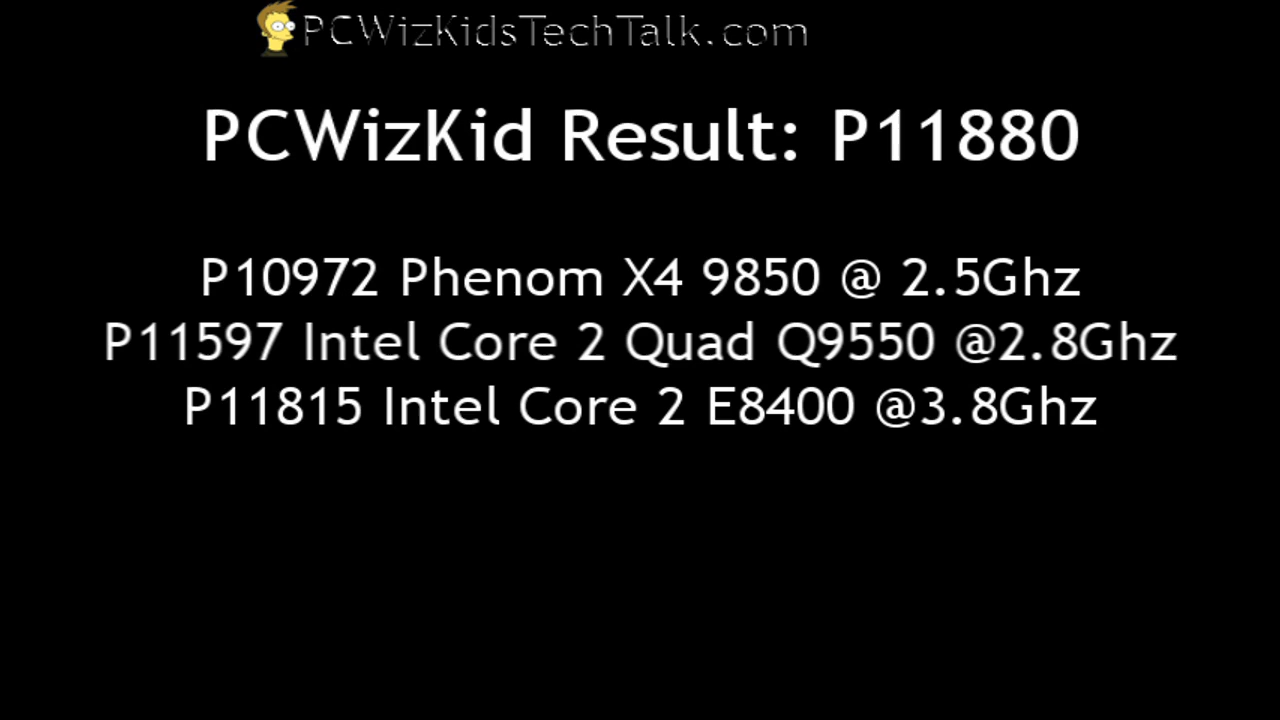 PCWizKidsTechTalk.com
PCWizKid Result: P11880
P10972 Phenom X4 9850 @ 2.5Ghz
P11597 Intel Core 2 Quad Q9550 @2.8Ghz
P11815 Intel Core 2 E8400 @3.8Ghz